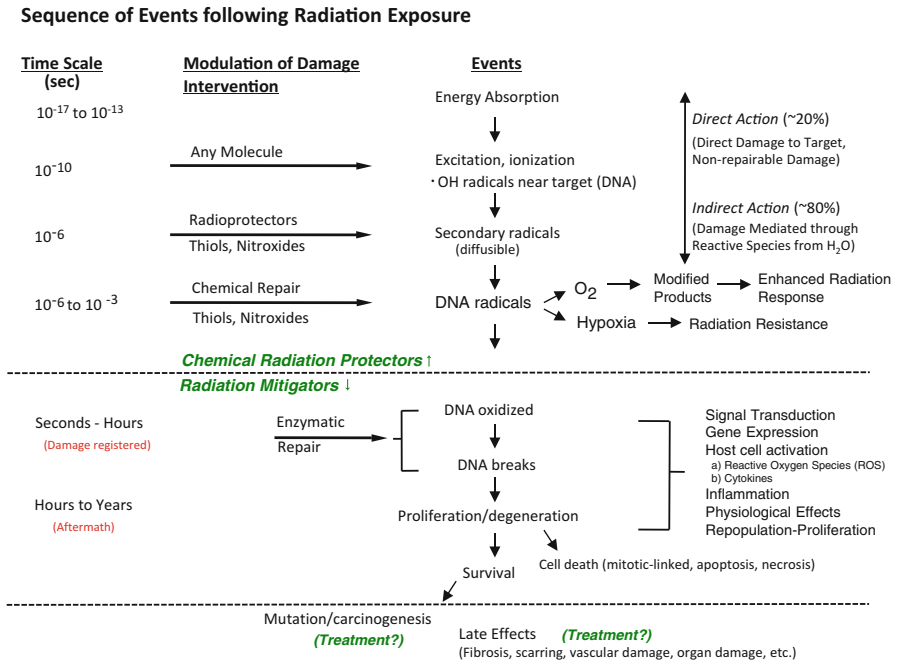 Sequence of Events following Radiation Exposure
Time Scale
(sec)
Modulation of Damage
Intervention
Events
10⁻¹⁷ to 10⁻¹³
Energy Absorption
Direct Action (~20%)
(Direct Damage to Target,
Non-repairable Damage)
10⁻¹⁰
Any Molecule
Excitation, ionization
·OH radicals near target (DNA)
Indirect Action (~80%)
(Damage Mediated through
Reactive Species from H₂O)
10⁻⁶
Radioprotectors
Thiols, Nitroxides
Secondary radicals
(diffusible)
10⁻⁶ to 10⁻³
Chemical Repair
Thiols, Nitroxides
DNA radicals
O₂
Modified
Products
Enhanced Radiation
Response
Hypoxia
Radiation Resistance
Chemical Radiation Protectors ↑
Radiation Mitigators ↓
Seconds - Hours
(Damage registered)
Enzymatic
Repair
DNA oxidized
DNA breaks
Signal Transduction
Gene Expression
Host cell activation
a) Reactive Oxygen Species (ROS)
b) Cytokines
Inflammation
Physiological Effects
Repopulation-Proliferation
Hours to Years
(Aftermath)
Proliferation/degeneration
Cell death (mitotic-linked, apoptosis, necrosis)
Survival
Mutation/carcinogenesis
(Treatment?)
Late Effects (Treatment?)
(Fibrosis, scarring, vascular damage, organ damage, etc.)